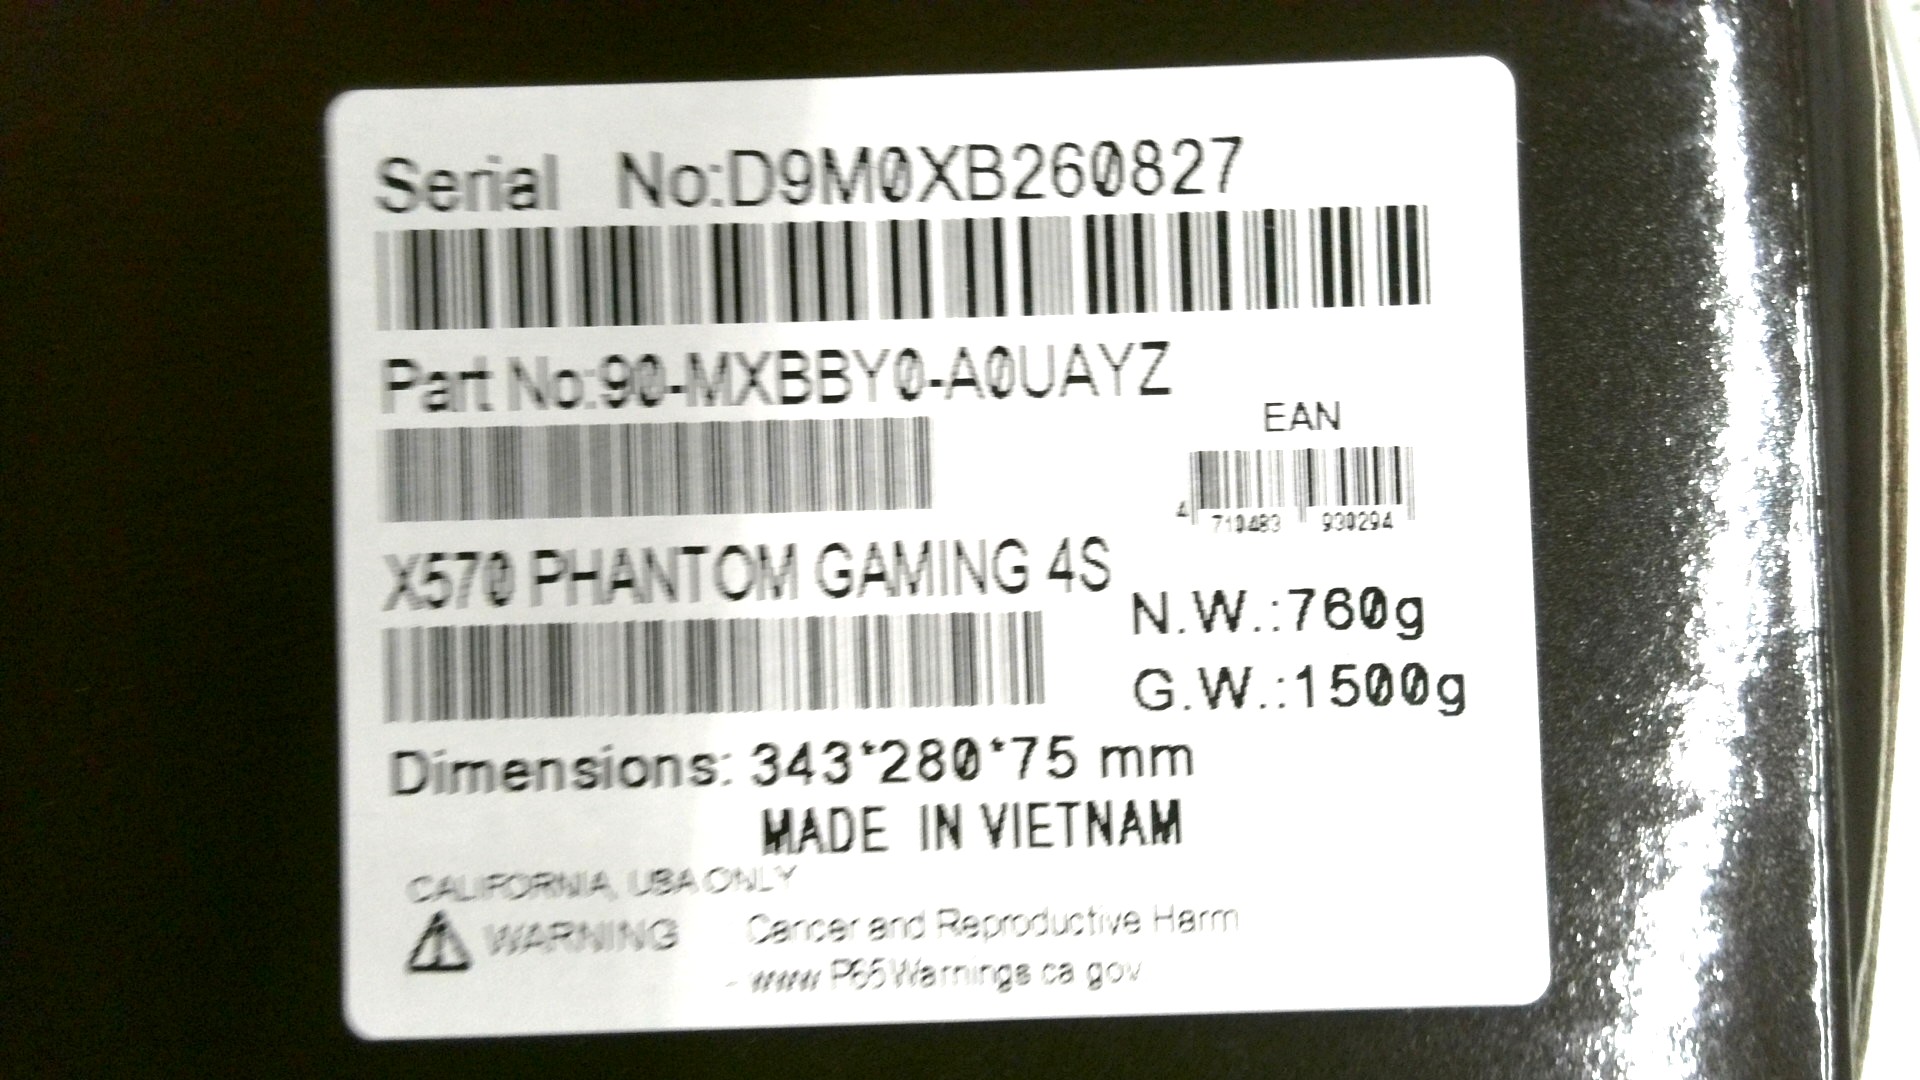 Serial No:D9M0XB260827
Part No:90-MXBBY0-A0UAYZ
EAN
4 710483 930294
X570 PHANTOM GAMING 4S
N.W.:760g
G.W.:1500g
Dimensions: 343*280*75 mm
MADE IN VIETNAM
CALIFORNIA, USA ONLY
WARNING Cancer and Reproductive Harm
- www.P65Warnings.ca.gov